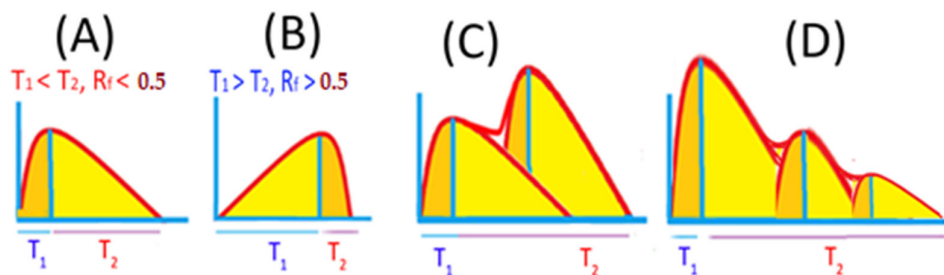 (A)
T₁ < T₂, Rf < 0.5
T₁
T₂
(B)
T₁ > T₂, Rf > 0.5
T₁
T₂
(C)
T₁
T₂
(D)
T₁
T₂